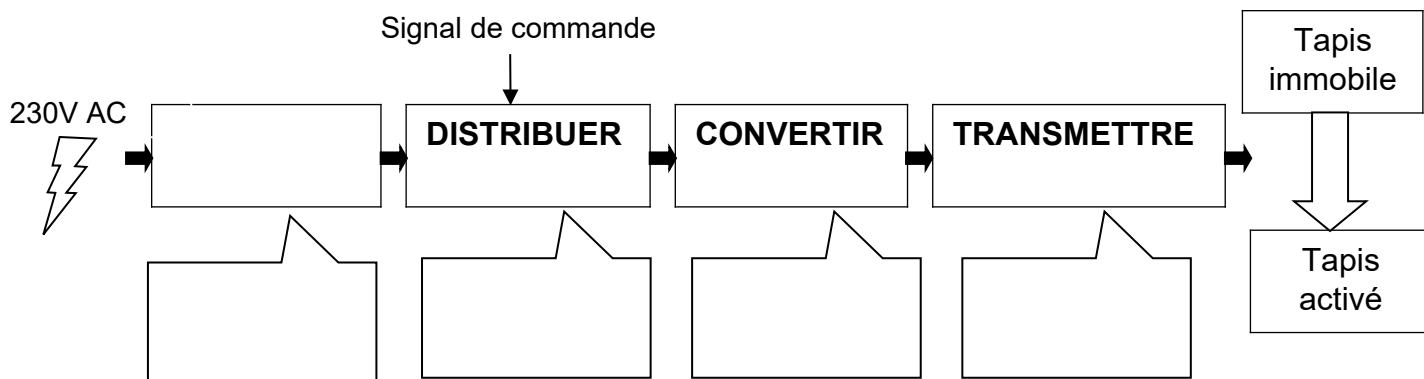 Signal de commande
230V AC
DISTRIBUER
CONVERTIR
TRANSMETTRE
Tapis
immobile
Tapis
activé